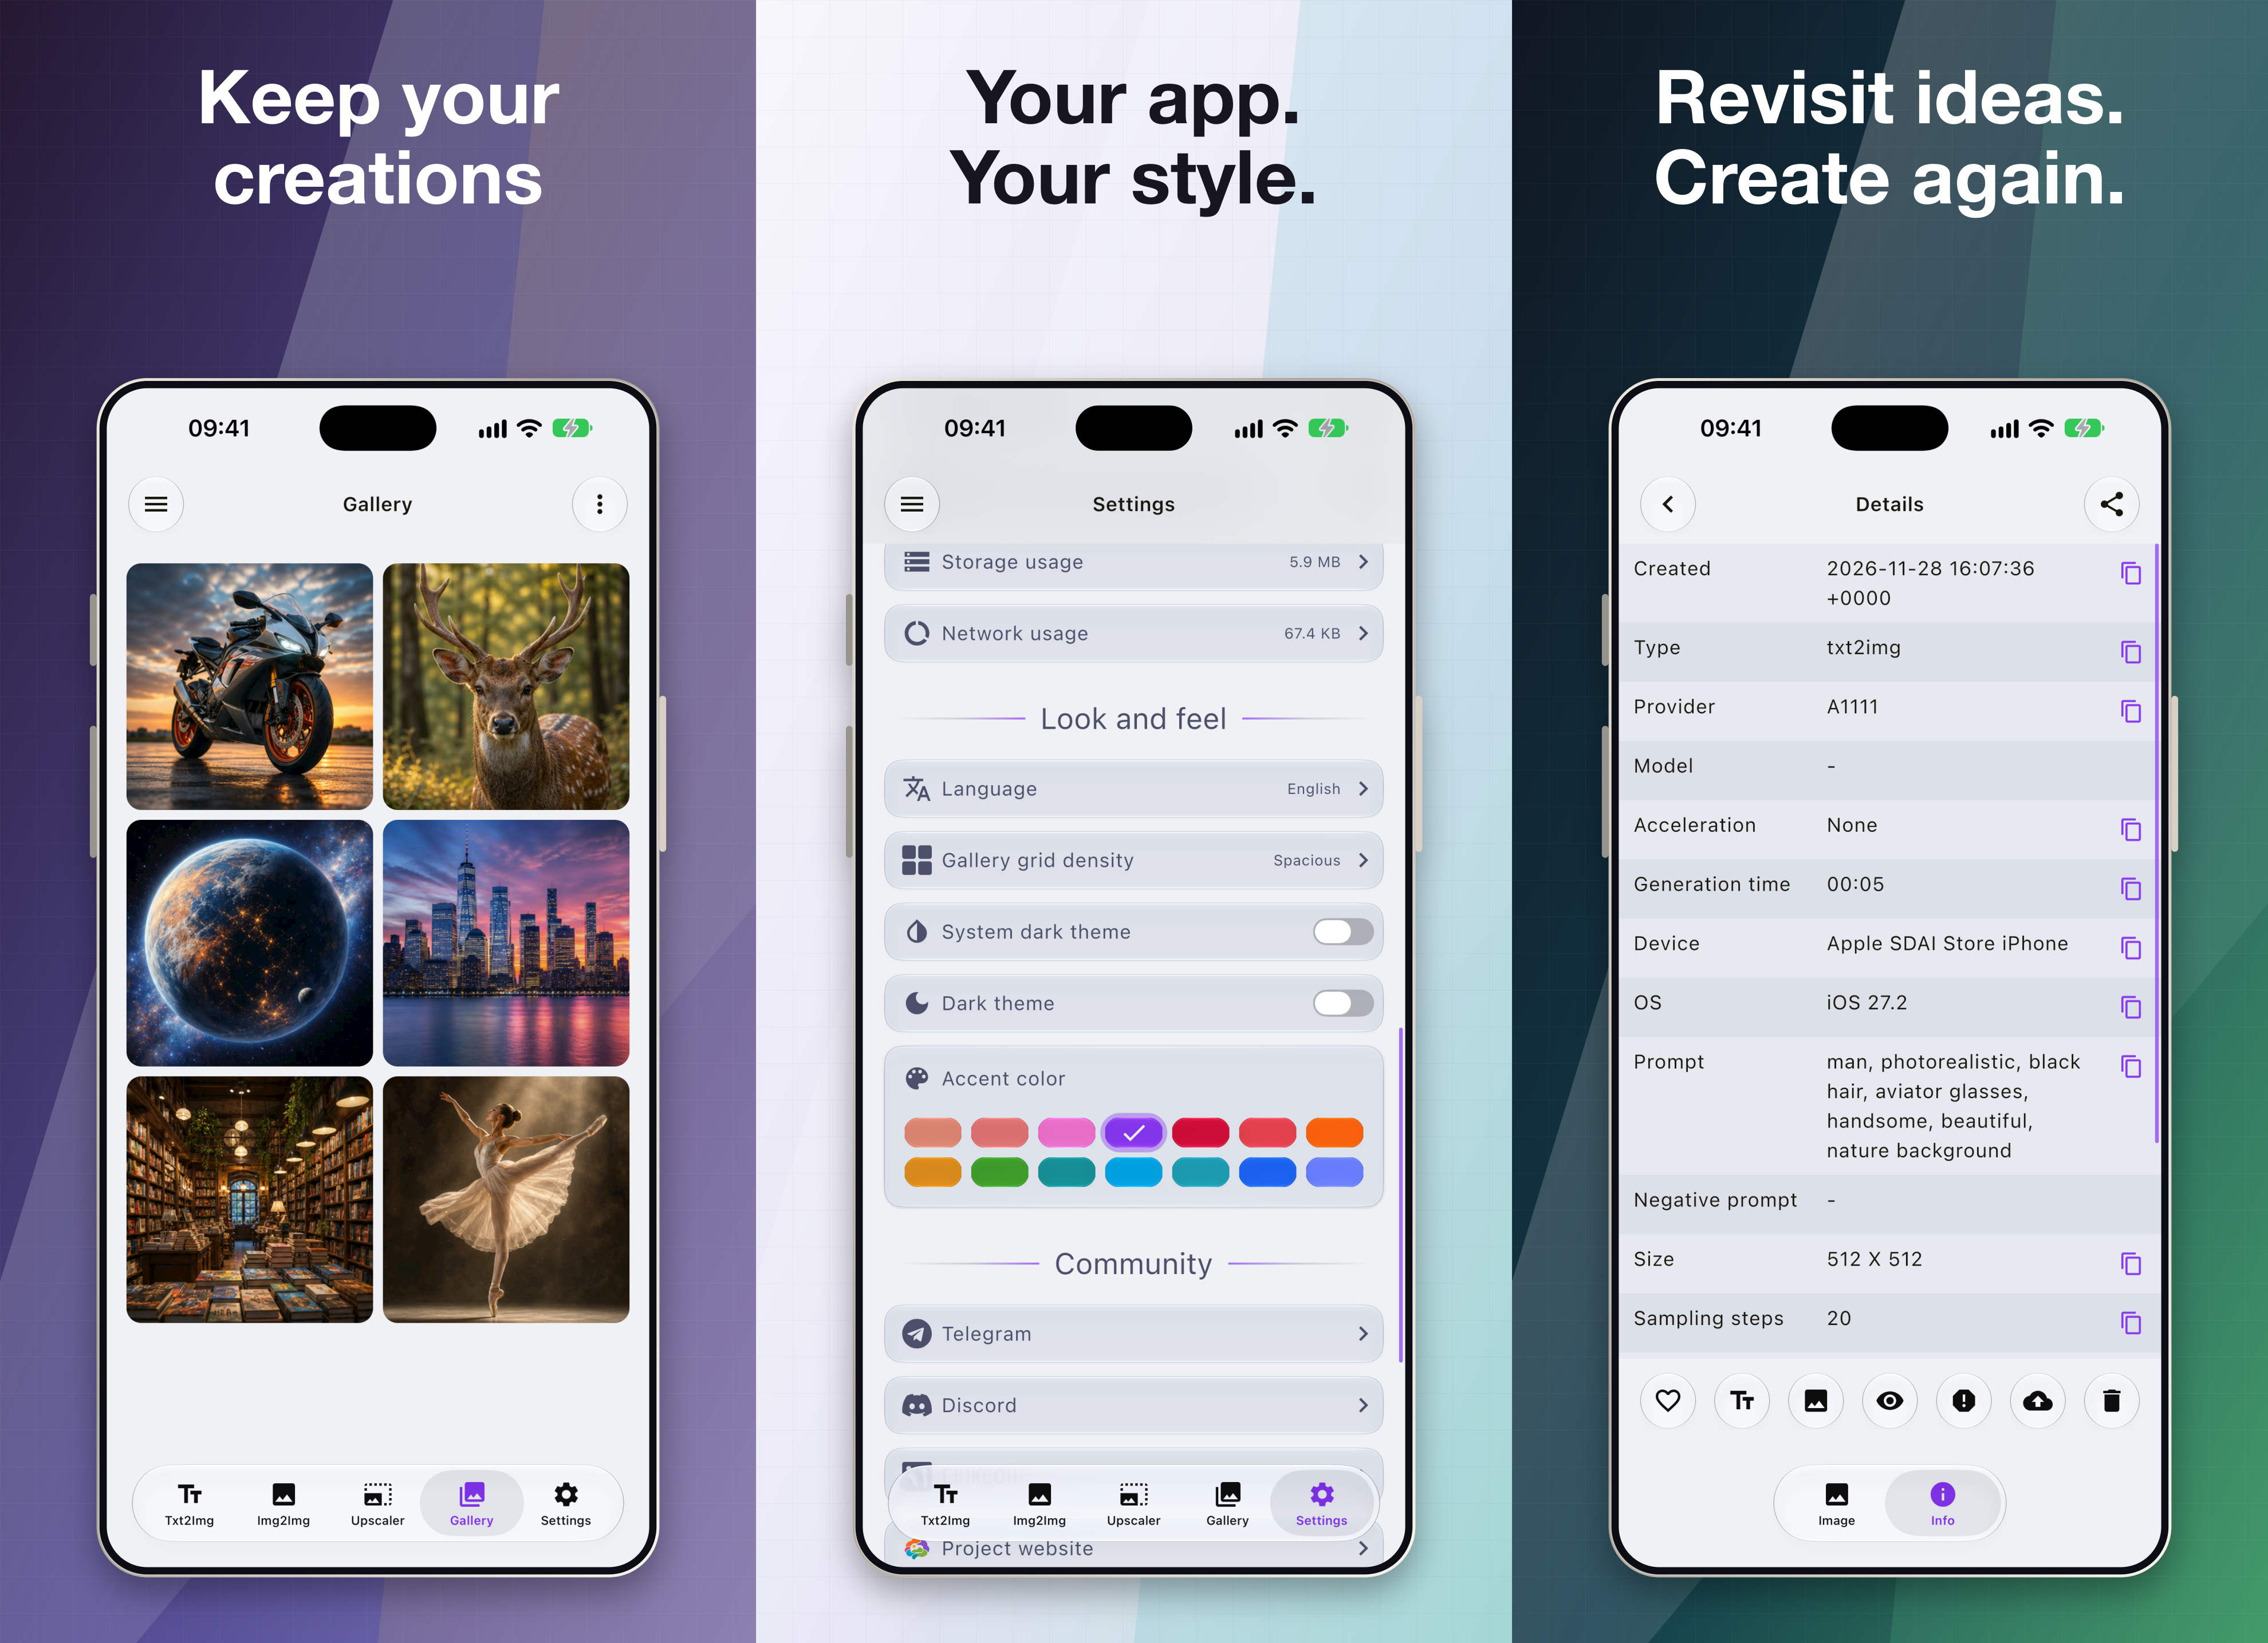 Keep your
creations
09:41
Gallery
Txt2Img
Img2Img
Upscaler
Gallery
Settings
Your app.
Your style.
09:41
Settings
Storage usage 5.9 MB
Network usage 67.4 KB
Look and feel
Language English
Gallery grid density Spacious
System dark theme
Dark theme
Accent color
Community
Telegram
Discord
LinkedIn
Txt2Img
Img2Img
Upscaler
Gallery
Settings
Project website
Revisit ideas.
Create again.
09:41
Details
Created 2026-11-28 16:07:36
+0000
Type txt2img
Provider A1111
Model -
Acceleration None
Generation time 00:05
Device Apple SDAI Store iPhone
OS iOS 27.2
Prompt man, photorealistic, black
hair, aviator glasses,
handsome, beautiful,
nature background
Negative prompt -
Size 512 X 512
Sampling steps 20
Image
Info